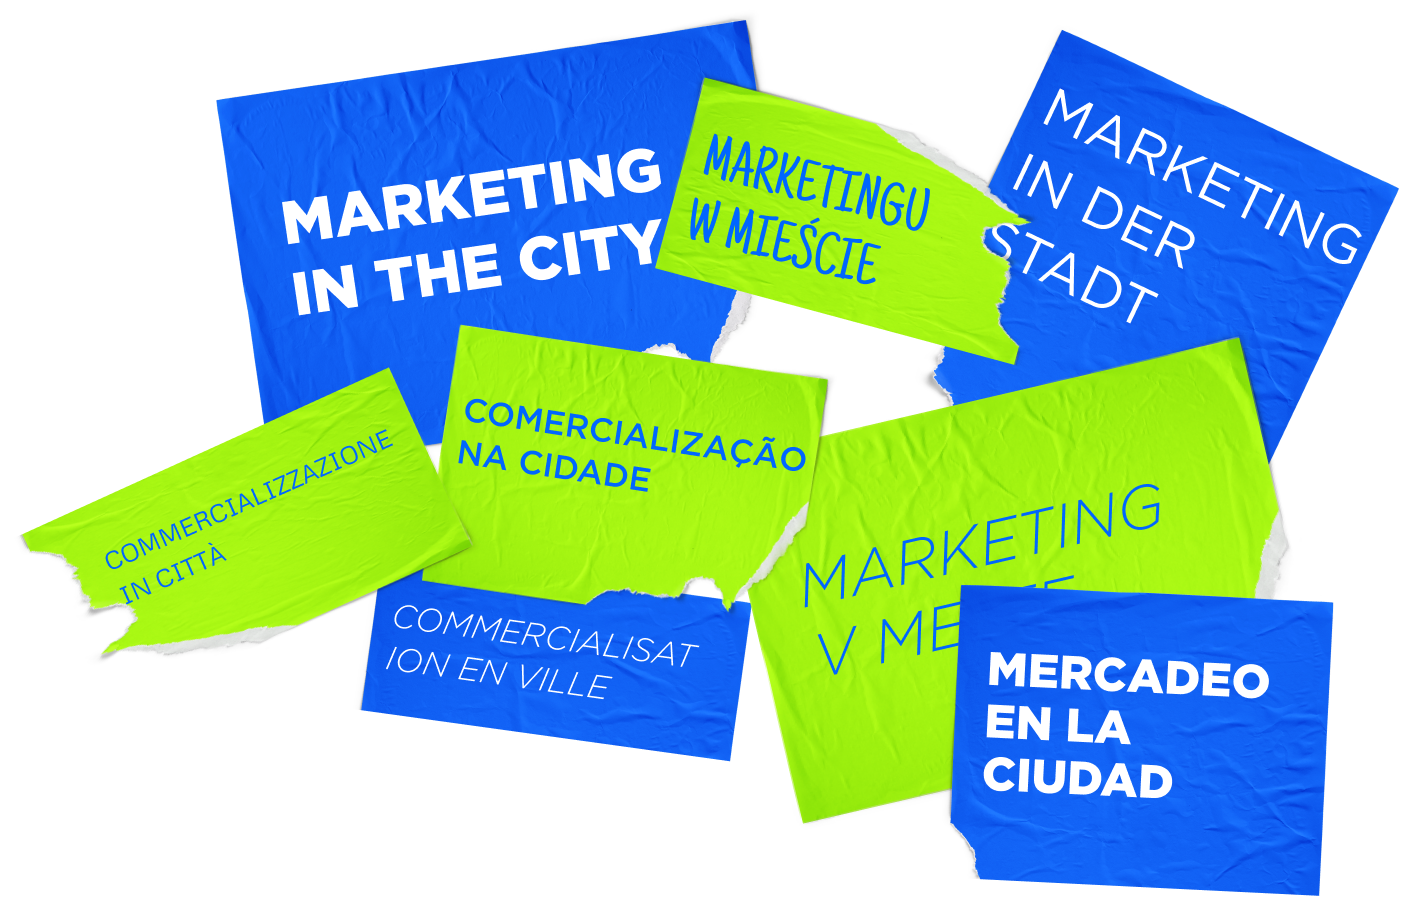 MARKETING
IN THE CITY
MARKETINGU
W MIEŚCIE
MARKETING
IN DER
STADT
COMMERCIALIZZAZIONE
IN CITTÀ
COMERCIALIZAÇÃO
NA CIDADE
COMMERCIALISAT
ION EN VILLE
MARKETING
V
MERCADEO
EN LA
CIUDAD